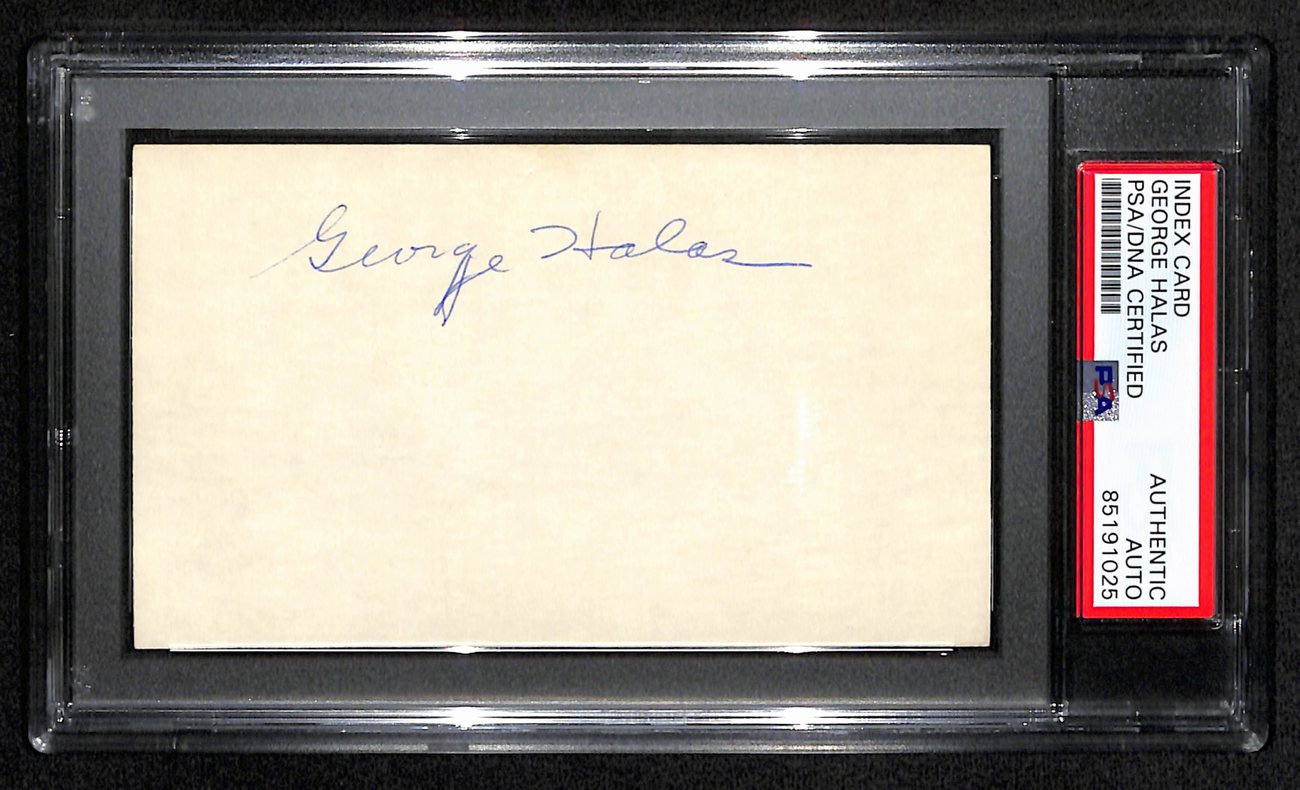 George Halas
INDEX CARD
GEORGE HALAS
PSA/DNA CERTIFIED
AUTHENTIC
AUTO
85191025
PSA